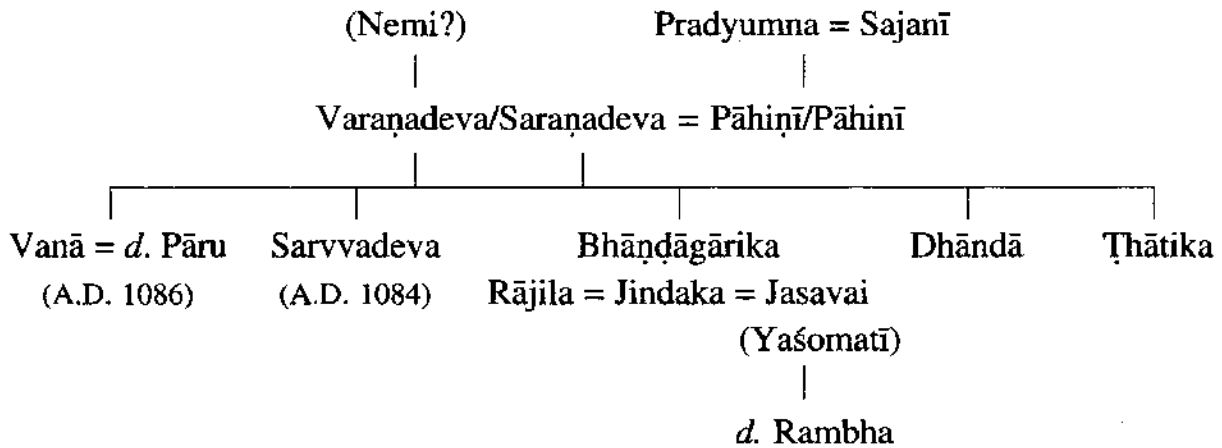 (Nemi?) Pradyumna = Sajanī
Varaṇadeva/Saraṇadeva = Pāhiṇī/Pāhinī
Vanā = d. Pāru Sarvvadeva Bhāṇḍāgārika Dhāndā Ṭhātika
(A.D. 1086) (A.D. 1084) Rājila = Jindaka = Jasavai
(Yaśomatī)
d. Rambha